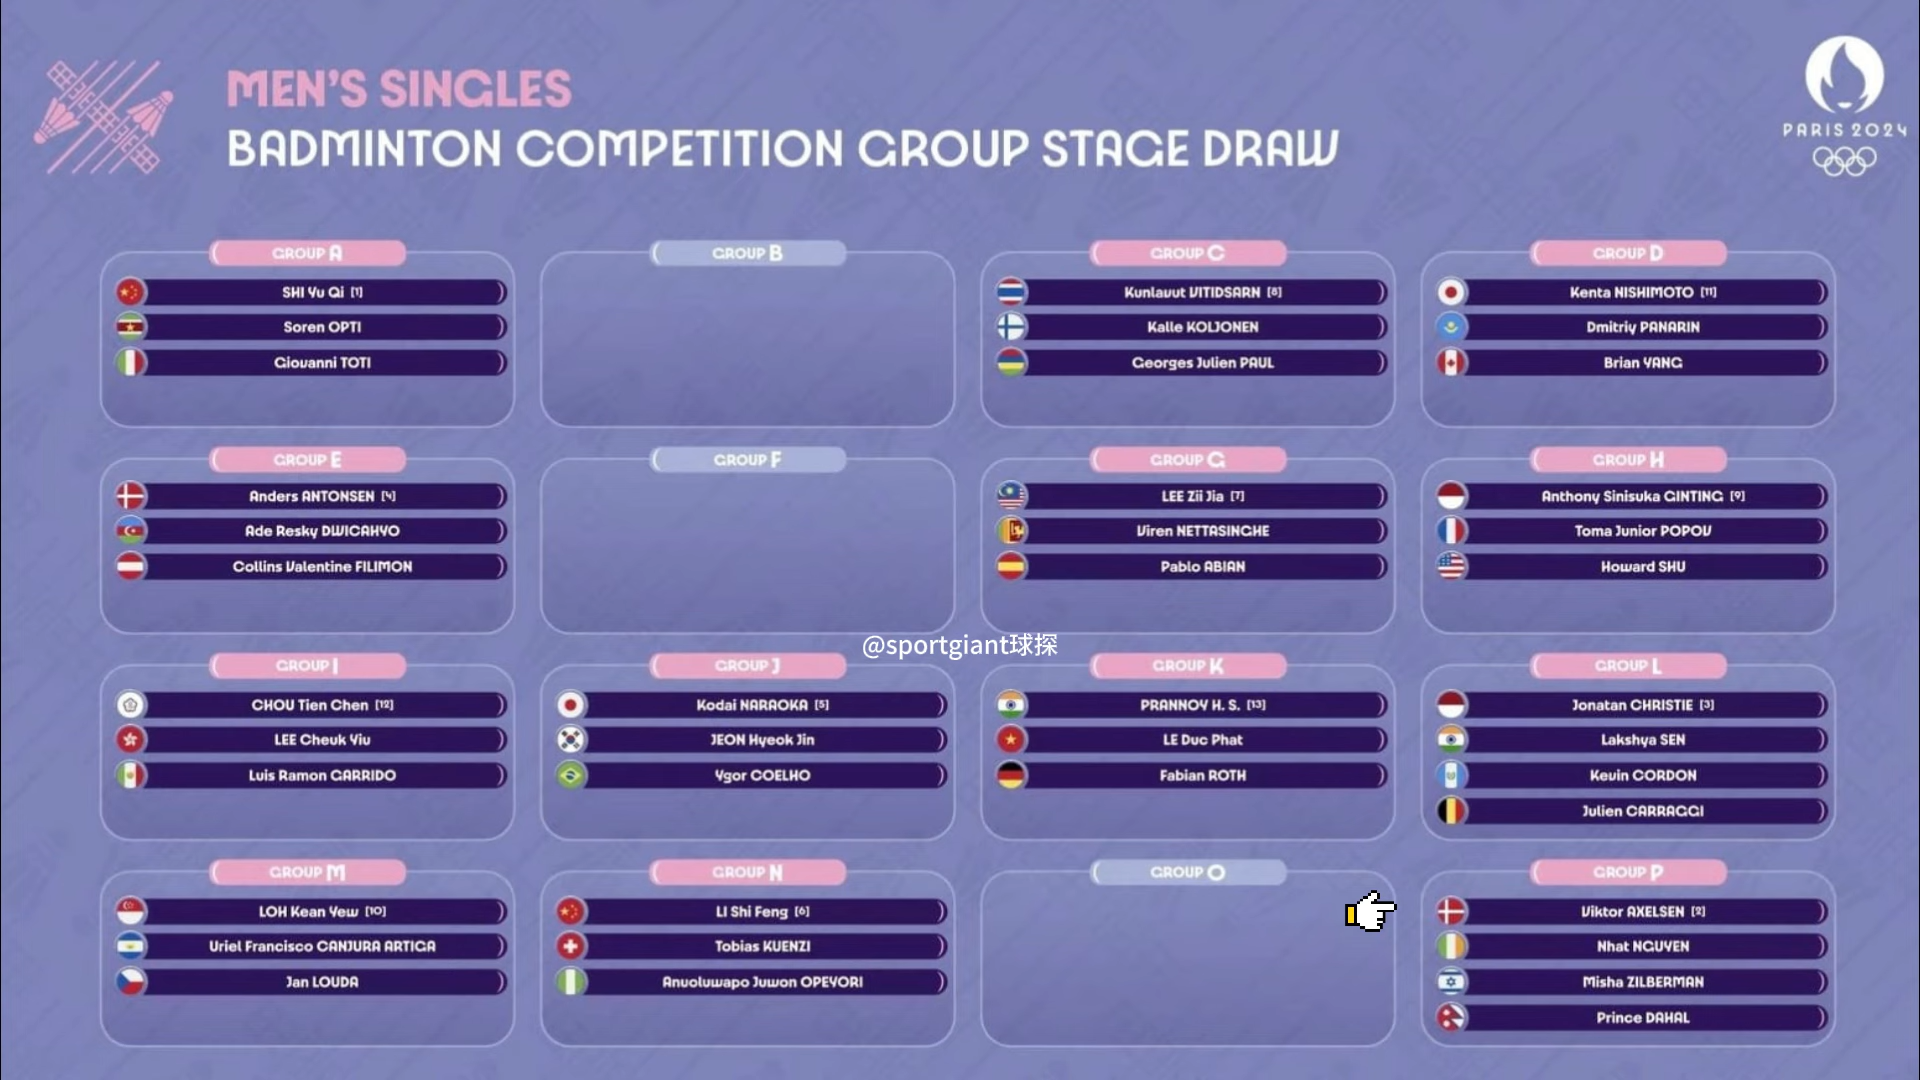 MEN'S SINGLES
BADMINTON COMPETITION GROUP STAGE DRAW
PARIS 2024
GROUP A
SHI Yu Qi [1]
Soren OPTI
Giovanni TOTI
GROUP B
GROUP C
Kunlavut VITIDSARN [8]
Kalle KOLJONEN
Georges Julien PAUL
GROUP D
Kenta NISHIMOTO [11]
Dmitriy PANARIN
Brian YANG
GROUP E
Anders ANTONSEN [4]
Ade Resky DWICAHYO
Collins Valentine FILIMON
GROUP F
GROUP G
LEE Zii Jia [7]
Viren NETTASINGHE
Pablo ABIAN
GROUP H
Anthony Sinisuka GINTING [9]
Toma Junior POPOV
Howard SHU
@sportgiant球探
GROUP I
CHOU Tien Chen [12]
LEE Cheuk Yiu
Luis Ramon GARRIDO
GROUP J
Kodai NARAOKA [5]
JEON Hyeok Jin
Ygor COELHO
GROUP K
PRANNOY H. S. [13]
LE Duc Phat
Fabian ROTH
GROUP L
Jonatan CHRISTIE [3]
Lakshya SEN
Kevin CORDON
Julien CARRAGGI
GROUP M
LOH Kean Yew [10]
Uriel Francisco CANJURA ARTIGA
Jan LOUDA
GROUP N
LI Shi Feng [6]
Tobias KUENZI
Anuoluwapo Juwon OPEYORI
GROUP O
GROUP P
Viktor AXELSEN [2]
Nhat NGUYEN
Misha ZILBERMAN
Prince DAHAL